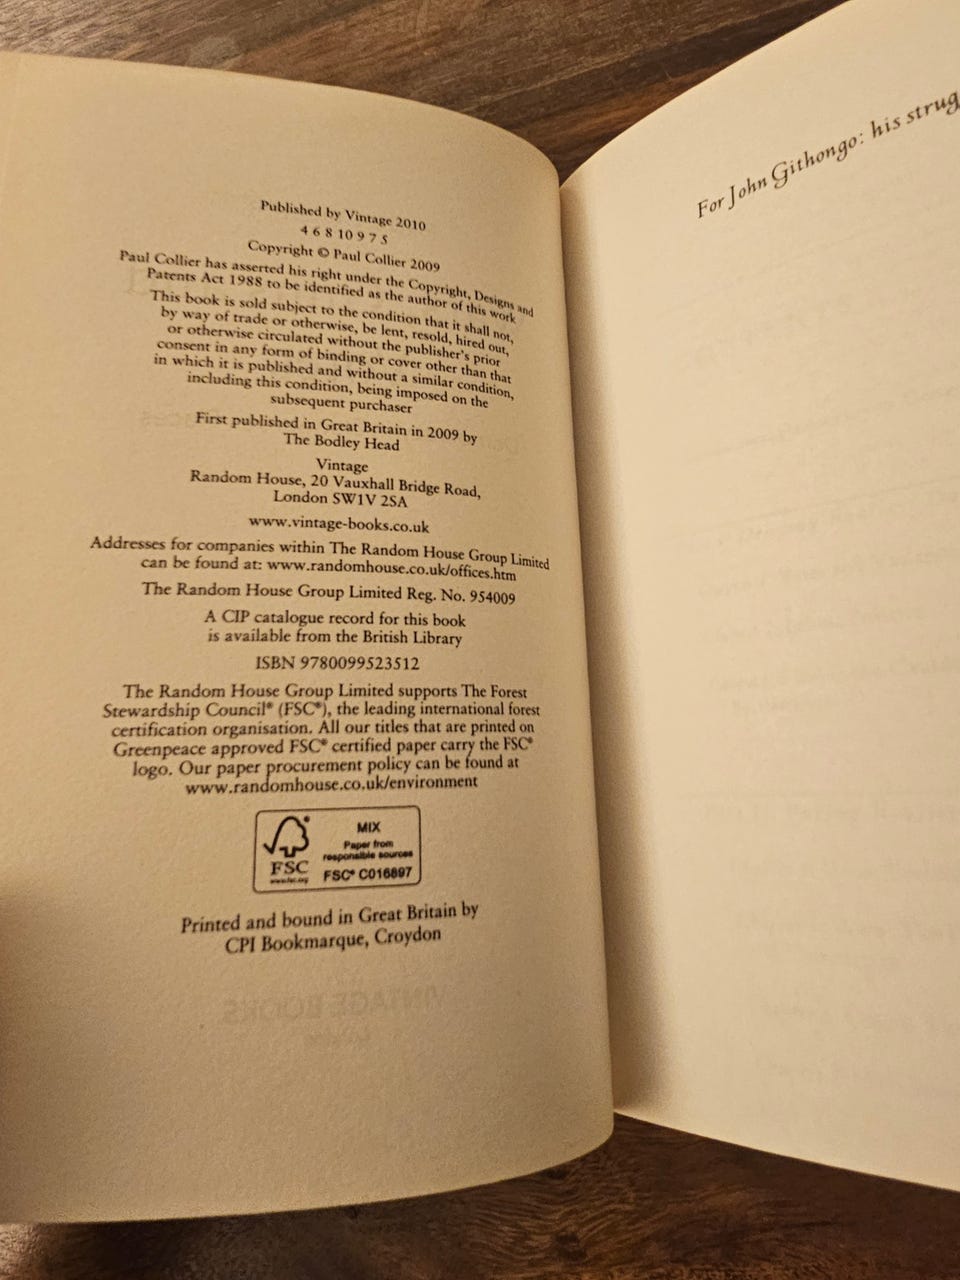 Published by Vintage 2010
4 6 8 10 9 7 5
Copyright © Paul Collier 2009
Paul Collier has asserted his right under the Copyright, Designs and
Patents Act 1988 to be identified as the author of this work
This book is sold subject to the condition that it shall not,
by way of trade or otherwise, be lent, resold, hired out,
or otherwise circulated without the publisher's prior
consent in any form of binding or cover other than that
in which it is published and without a similar condition,
including this condition, being imposed on the
subsequent purchaser
First published in Great Britain in 2009 by
The Bodley Head
Vintage
Random House, 20 Vauxhall Bridge Road,
London SW1V 2SA
www.vintage-books.co.uk
Addresses for companies within The Random House Group Limited
can be found at: www.randomhouse.co.uk/offices.htm
The Random House Group Limited Reg. No. 954009
A CIP catalogue record for this book
is available from the British Library
ISBN 9780099523512
The Random House Group Limited supports The Forest
Stewardship Council® (FSC®), the leading international forest
certification organisation. All our titles that are printed on
Greenpeace approved FSC® certified paper carry the FSC®
logo. Our paper procurement policy can be found at
www.randomhouse.co.uk/environment
MIX
Paper from
responsible sources
FSC® C016897
FSC
www.fsc.org
Printed and bound in Great Britain by
CPI Bookmarque, Croydon
VINTAGE BOOKS
London
For John Githongo: his strug